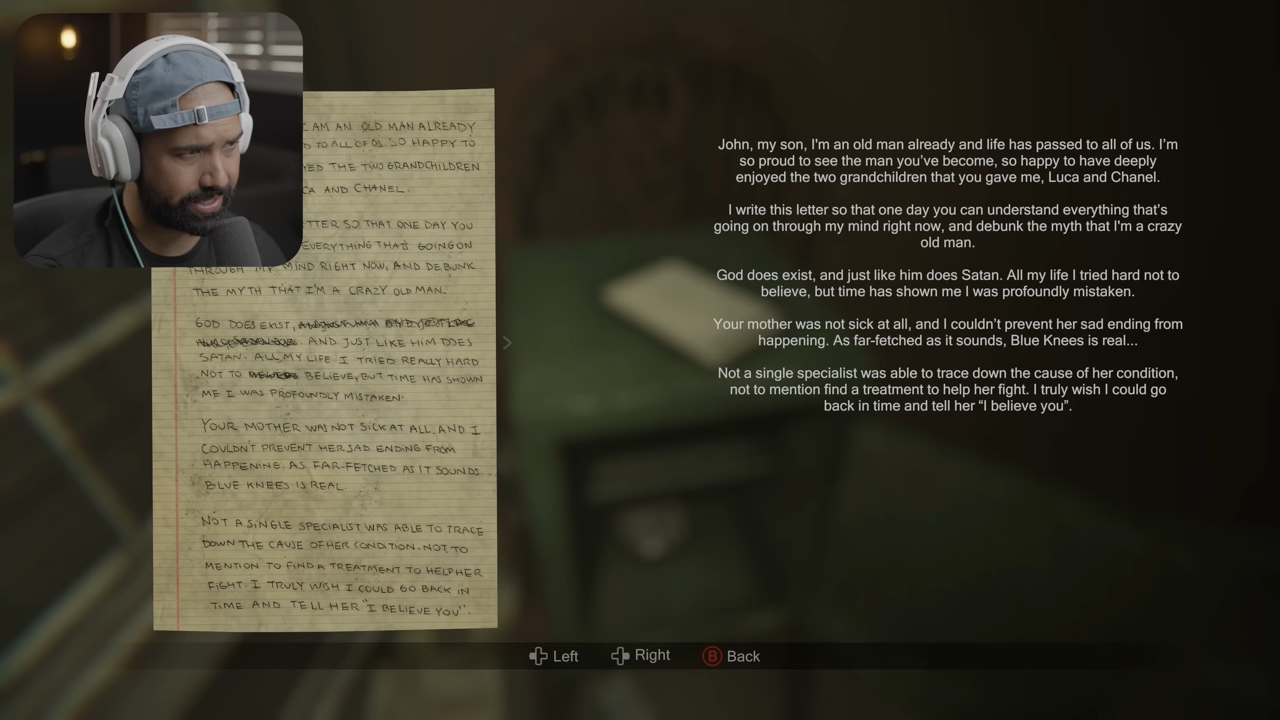 I AM AN OLD MAN ALREADY
TO ALL OF US. SO HAPPY TO
THE TWO GRANDCHILDREN
AND CHANEL.
SO THAT ONE DAY YOU
EVERYTHING THAT'S GOING ON
THROUGH MY MIND RIGHT NOW, AND DEBUNK
THE MYTH THAT I'M A CRAZY OLD MAN.
GOD DOES EXIST,
AND JUST LIKE HIM DOES
SATAN. ALL MY LIFE I TRIED REALLY HARD
NOT TO BELIEVE, BUT TIME HAS SHOWN
ME I WAS PROFOUNDLY MISTAKEN.
YOUR MOTHER WAS NOT SICK AT ALL, AND I
COULDN'T PREVENT HER SAD ENDING FROM
HAPPENING. AS FAR-FETCHED AS IT SOUNDS
BLUE KNEES IS REAL.
NOT A SINGLE SPECIALIST WAS ABLE TO TRACE
DOWN THE CAUSE OF HER CONDITION. NOT TO
MENTION TO FIND A TREATMENT TO HELP HER
FIGHT. I TRULY WISH I COULD GO BACK IN
TIME AND TELL HER "I BELIEVE YOU".
John, my son, I'm an old man already and life has passed to all of us. I'm
so proud to see the man you've become, so happy to have deeply
enjoyed the two grandchildren that you gave me, Luca and Chanel.
I write this letter so that one day you can understand everything that's
going on through my mind right now, and debunk the myth that I'm a crazy
old man.
God does exist, and just like him does Satan. All my life I tried hard not to
believe, but time has shown me I was profoundly mistaken.
Your mother was not sick at all, and I couldn't prevent her sad ending from
happening. As far-fetched as it sounds, Blue Knees is real...
Not a single specialist was able to trace down the cause of her condition,
not to mention find a treatment to help her fight. I truly wish I could go
back in time and tell her “I believe you”.
Left Right B Back